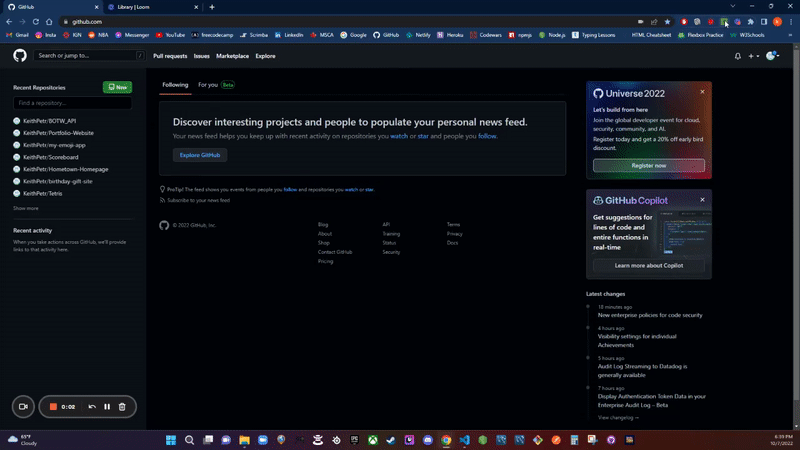 GitHub
Library | Loom
github.com
Gmail
Insta
IGN
NBA
Messenger
YouTube
freecodecamp
Scrimba
LinkedIn
MSCA
Google
GitHub
Netlify
Heroku
Codewars
npmjs
Node.js
Typing Lessons
HTML Cheatsheet
Flexbox Practice
W3Schools
Search or jump to...
/
Pull requests
Issues
Marketplace
Explore
Recent Repositories
New
Find a repository...
KeithPetr/BOTW_API
KeithPetr/Portfolio-Website
KeithPetr/my-emoji-app
KeithPetr/Scoreboard
KeithPetr/Hometown-Homepage
KeithPetr/birthday-gift-site
KeithPetr/Tetris
Show more
Recent activity
When you take actions across GitHub, we'll provide
links to that activity here.
Following
For you
Beta
Discover interesting projects and people to populate your personal news feed.
Your news feed helps you keep up with recent activity on repositories you watch or star and people you follow.
Explore GitHub
ProTip! The feed shows you events from people you follow and repositories you watch or star.
Subscribe to your news feed
© 2022 GitHub, Inc.
Blog
About
Shop
Contact GitHub
Pricing
API
Training
Status
Security
Terms
Privacy
Docs
GitHub Universe 2022
Let's build from here
Join the global developer event for cloud,
security, community, and AI.
Register today and get a 20% off early bird
discount.
Register now
GitHub Copilot
Get suggestions for
lines of code and
entire functions in
real-time
Learn more about Copilot
Latest changes
18 minutes ago
New enterprise policies for code security
4 hours ago
Visibility settings for individual
Achievements
5 hours ago
Audit Log Streaming to Datadog is
generally available
7 hours ago
Display Authentication Token Data in your
Enterprise Audit Log – Beta
View changelog →
0:02
65°F
Cloudy
6:39 PM
10/7/2022